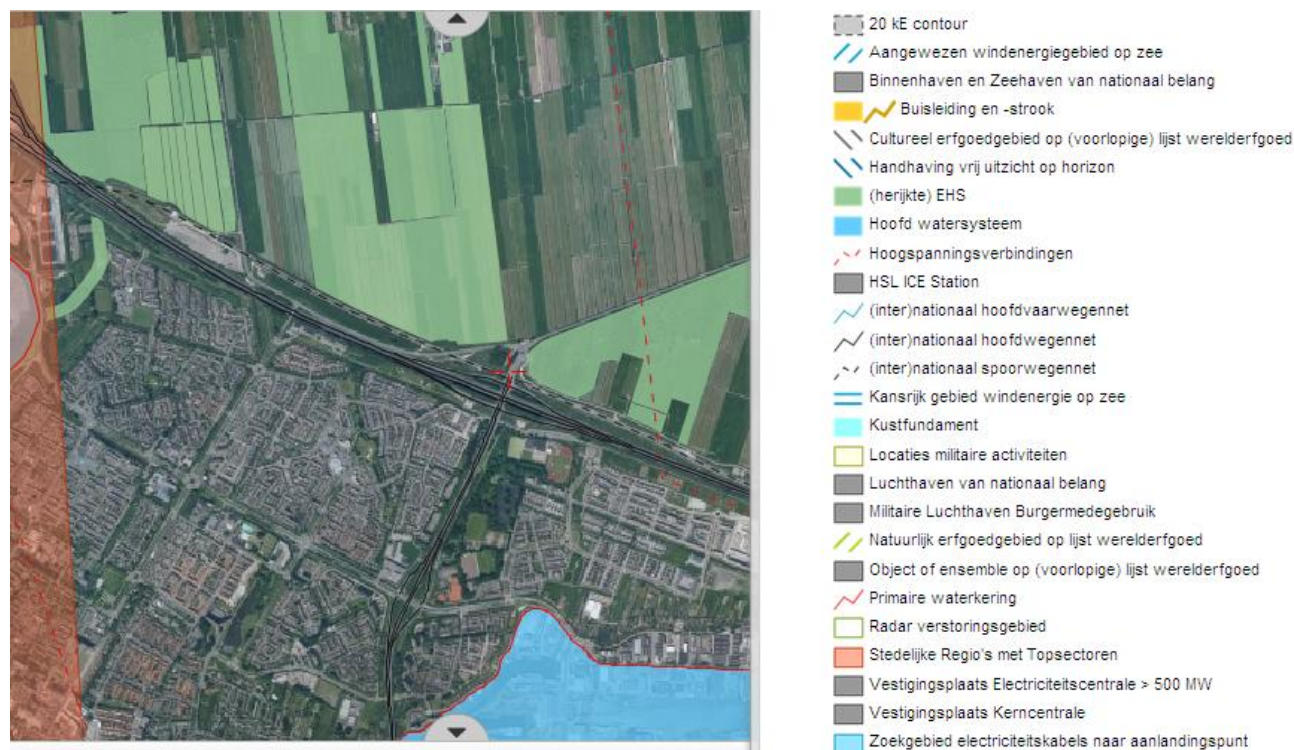 20 kE contour
Aangewezen windenergiegebied op zee
Binnenhaven en Zeehaven van nationaal belang
Buisleiding en -strook
Cultureel erfgoedgebied op (voorlopige) lijst werelderfgoed
Handhaving vrij uitzicht op horizon
(herijkte) EHS
Hoofd watersysteem
Hoogspanningsverbindingen
HSL ICE Station
(inter)nationaal hoofdvaarwegennet
(inter)nationaal hoofdwegennet
(inter)nationaal spoorwegennet
Kansrijk gebied windenergie op zee
Kustfundament
Locaties militaire activiteiten
Luchthaven van nationaal belang
Militaire Luchthaven Burgermedegebruik
Natuurlijk erfgoedgebied op lijst werelderfgoed
Object of ensemble op (voorlopige) lijst werelderfgoed
Primaire waterkering
Radar verstoringsgebied
Stedelijke Regio's met Topsectoren
Vestigingsplaats Electriciteitscentrale > 500 MW
Vestigingsplaats Kerncentrale
Zoekgebied electriciteitskabels naar aanlandingspunt